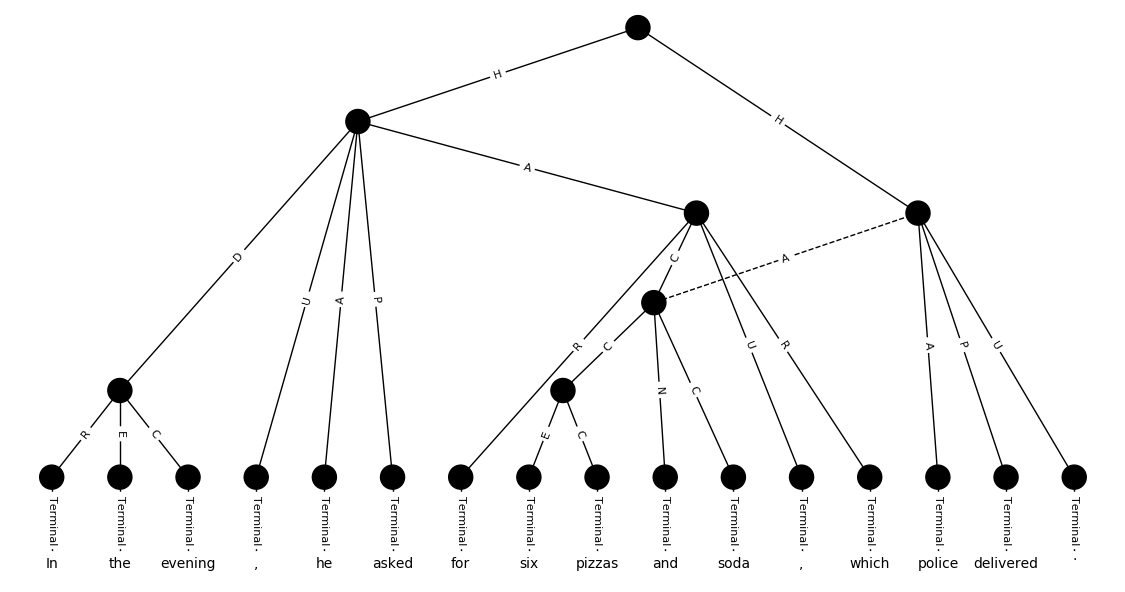 H
H
A
D
U
A
P
C
A
R
C
U
R
A
P
U
N
C
R
E
C
E
C
Terminal Terminal Terminal Terminal Terminal Terminal Terminal Terminal Terminal Terminal Terminal Terminal Terminal Terminal Terminal Terminal
In the evening , he asked for six pizzas and soda , which police delivered .